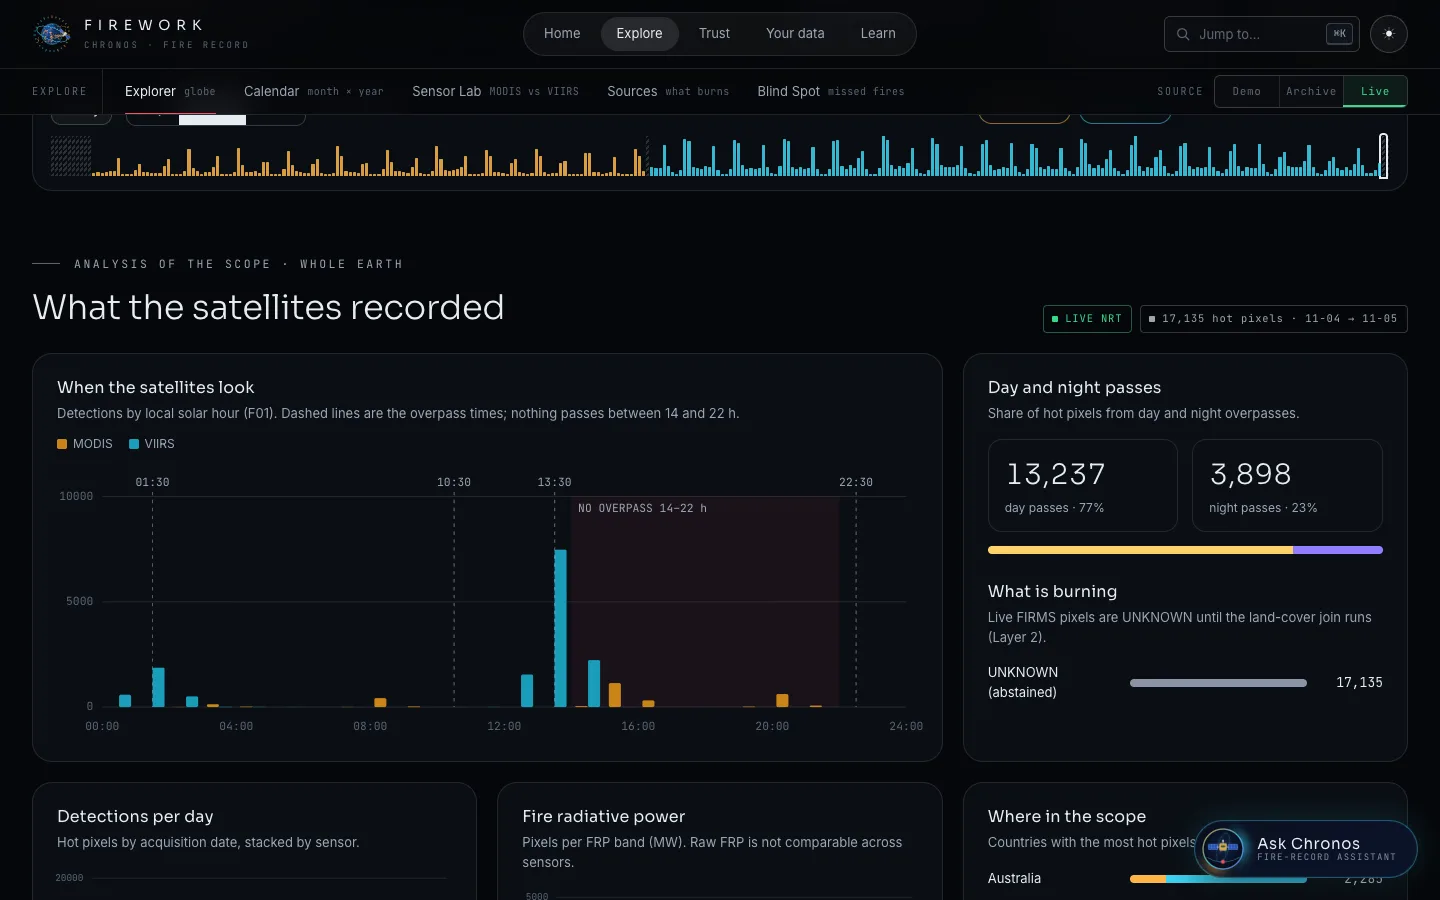 FIREWORK
CHRONOS · FIRE RECORD
Home
Explore
Trust
Your data
Learn
Jump to...
⌘K
EXPLORE
Explorer globe
Calendar month × year
Sensor Lab MODIS vs VIIRS
Sources what burns
Blind Spot missed fires
SOURCE
Demo
Archive
Live
ANALYSIS OF THE SCOPE · WHOLE EARTH
What the satellites recorded
LIVE NRT
17,135 hot pixels · 11-04 → 11-05
When the satellites look
Detections by local solar hour (F01). Dashed lines are the overpass times; nothing passes between 14 and 22 h.
MODIS
VIIRS
01:30
10:30
13:30
22:30
10000
NO OVERPASS 14–22 h
5000
0
00:00
04:00
08:00
12:00
16:00
20:00
24:00
Day and night passes
Share of hot pixels from day and night overpasses.
13,237
day passes · 77%
3,898
night passes · 23%
What is burning
Live FIRMS pixels are UNKNOWN until the land-cover join runs
(Layer 2).
UNKNOWN
(abstained)
17,135
Detections per day
Hot pixels by acquisition date, stacked by sensor.
20000
Fire radiative power
Pixels per FRP band (MW). Raw FRP is not comparable across
sensors.
5000
Where in the scope
Countries with the most hot pixels
Australia
Ask Chronos
FIRE-RECORD ASSISTANT